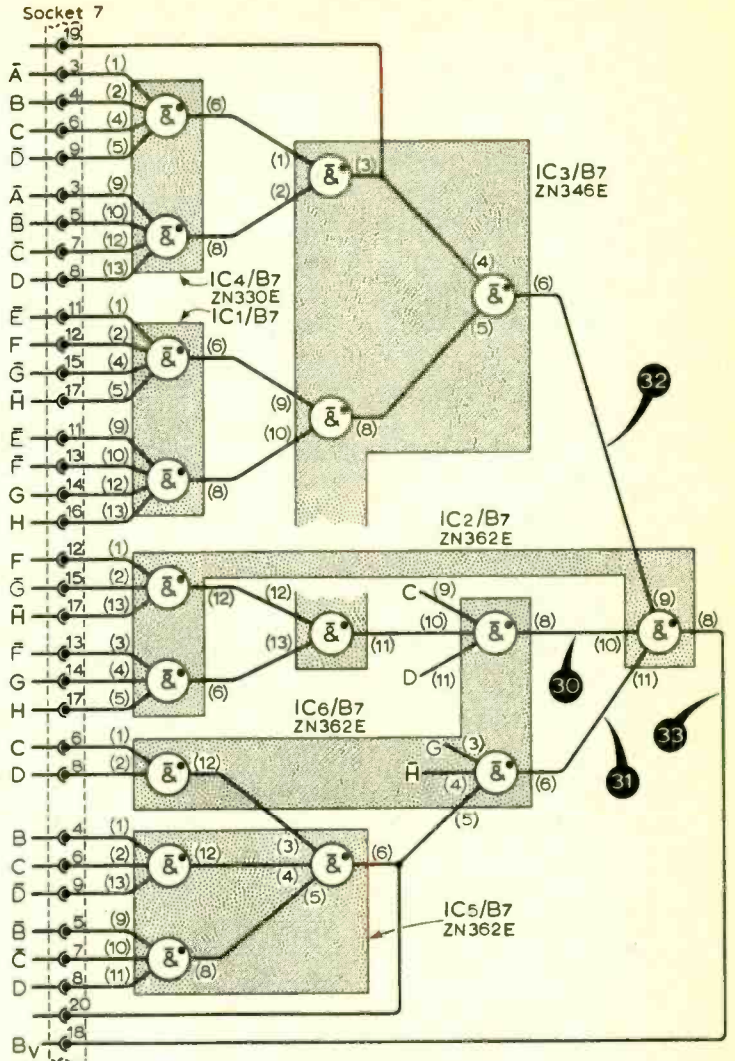 Socket 7
19
Ā 3 (1)
B 4 (2) (6)
C 6 (4)
D̄ 9 (5)
&̄
(1) (3)
(2)
&̄
IC3/B7
ZN346E
Ā 3 (9)
B̄ 5 (10)
C̄ 7 (12) (8)
D 8 (13)
&̄
(4) (6)
(5)
&̄
IC4/B7
ZN330E
IC1/B7
Ē 11 (1)
F 12 (2) (6)
Ḡ 15 (4)
H̄ 17 (5)
&̄
32
(9)
(10) (8)
&̄
Ē 11 (9)
F̄ 13 (10)
G 14 (12) (8)
H 16 (13)
&̄
IC2/B7
ZN362E
F 12 (1)
Ḡ 15 (2) (12)
H̄ 17 (13)
&̄
(12)
(13) (11)
&̄
C (9)
(10) (8)
D (11)
&̄
30
(9)
(10) (8)
(11)
&̄
F̄ 13 (3)
G 14 (4) (6)
H 17 (5)
&̄
IC6/B7
ZN362E
33
31
C 6 (1) (12)
D 8 (2)
&̄
G (3)
H̄ (4) (6)
(5)
&̄
B 4 (1)
C 6 (2) (12)
D̄ 9 (13)
&̄
(3)
(4) (6)
(5)
&̄
B̄ 5 (9)
C̄ 7 (10) (8)
D 8 (11)
&̄
IC5/B7
ZN362E
20
BV 18